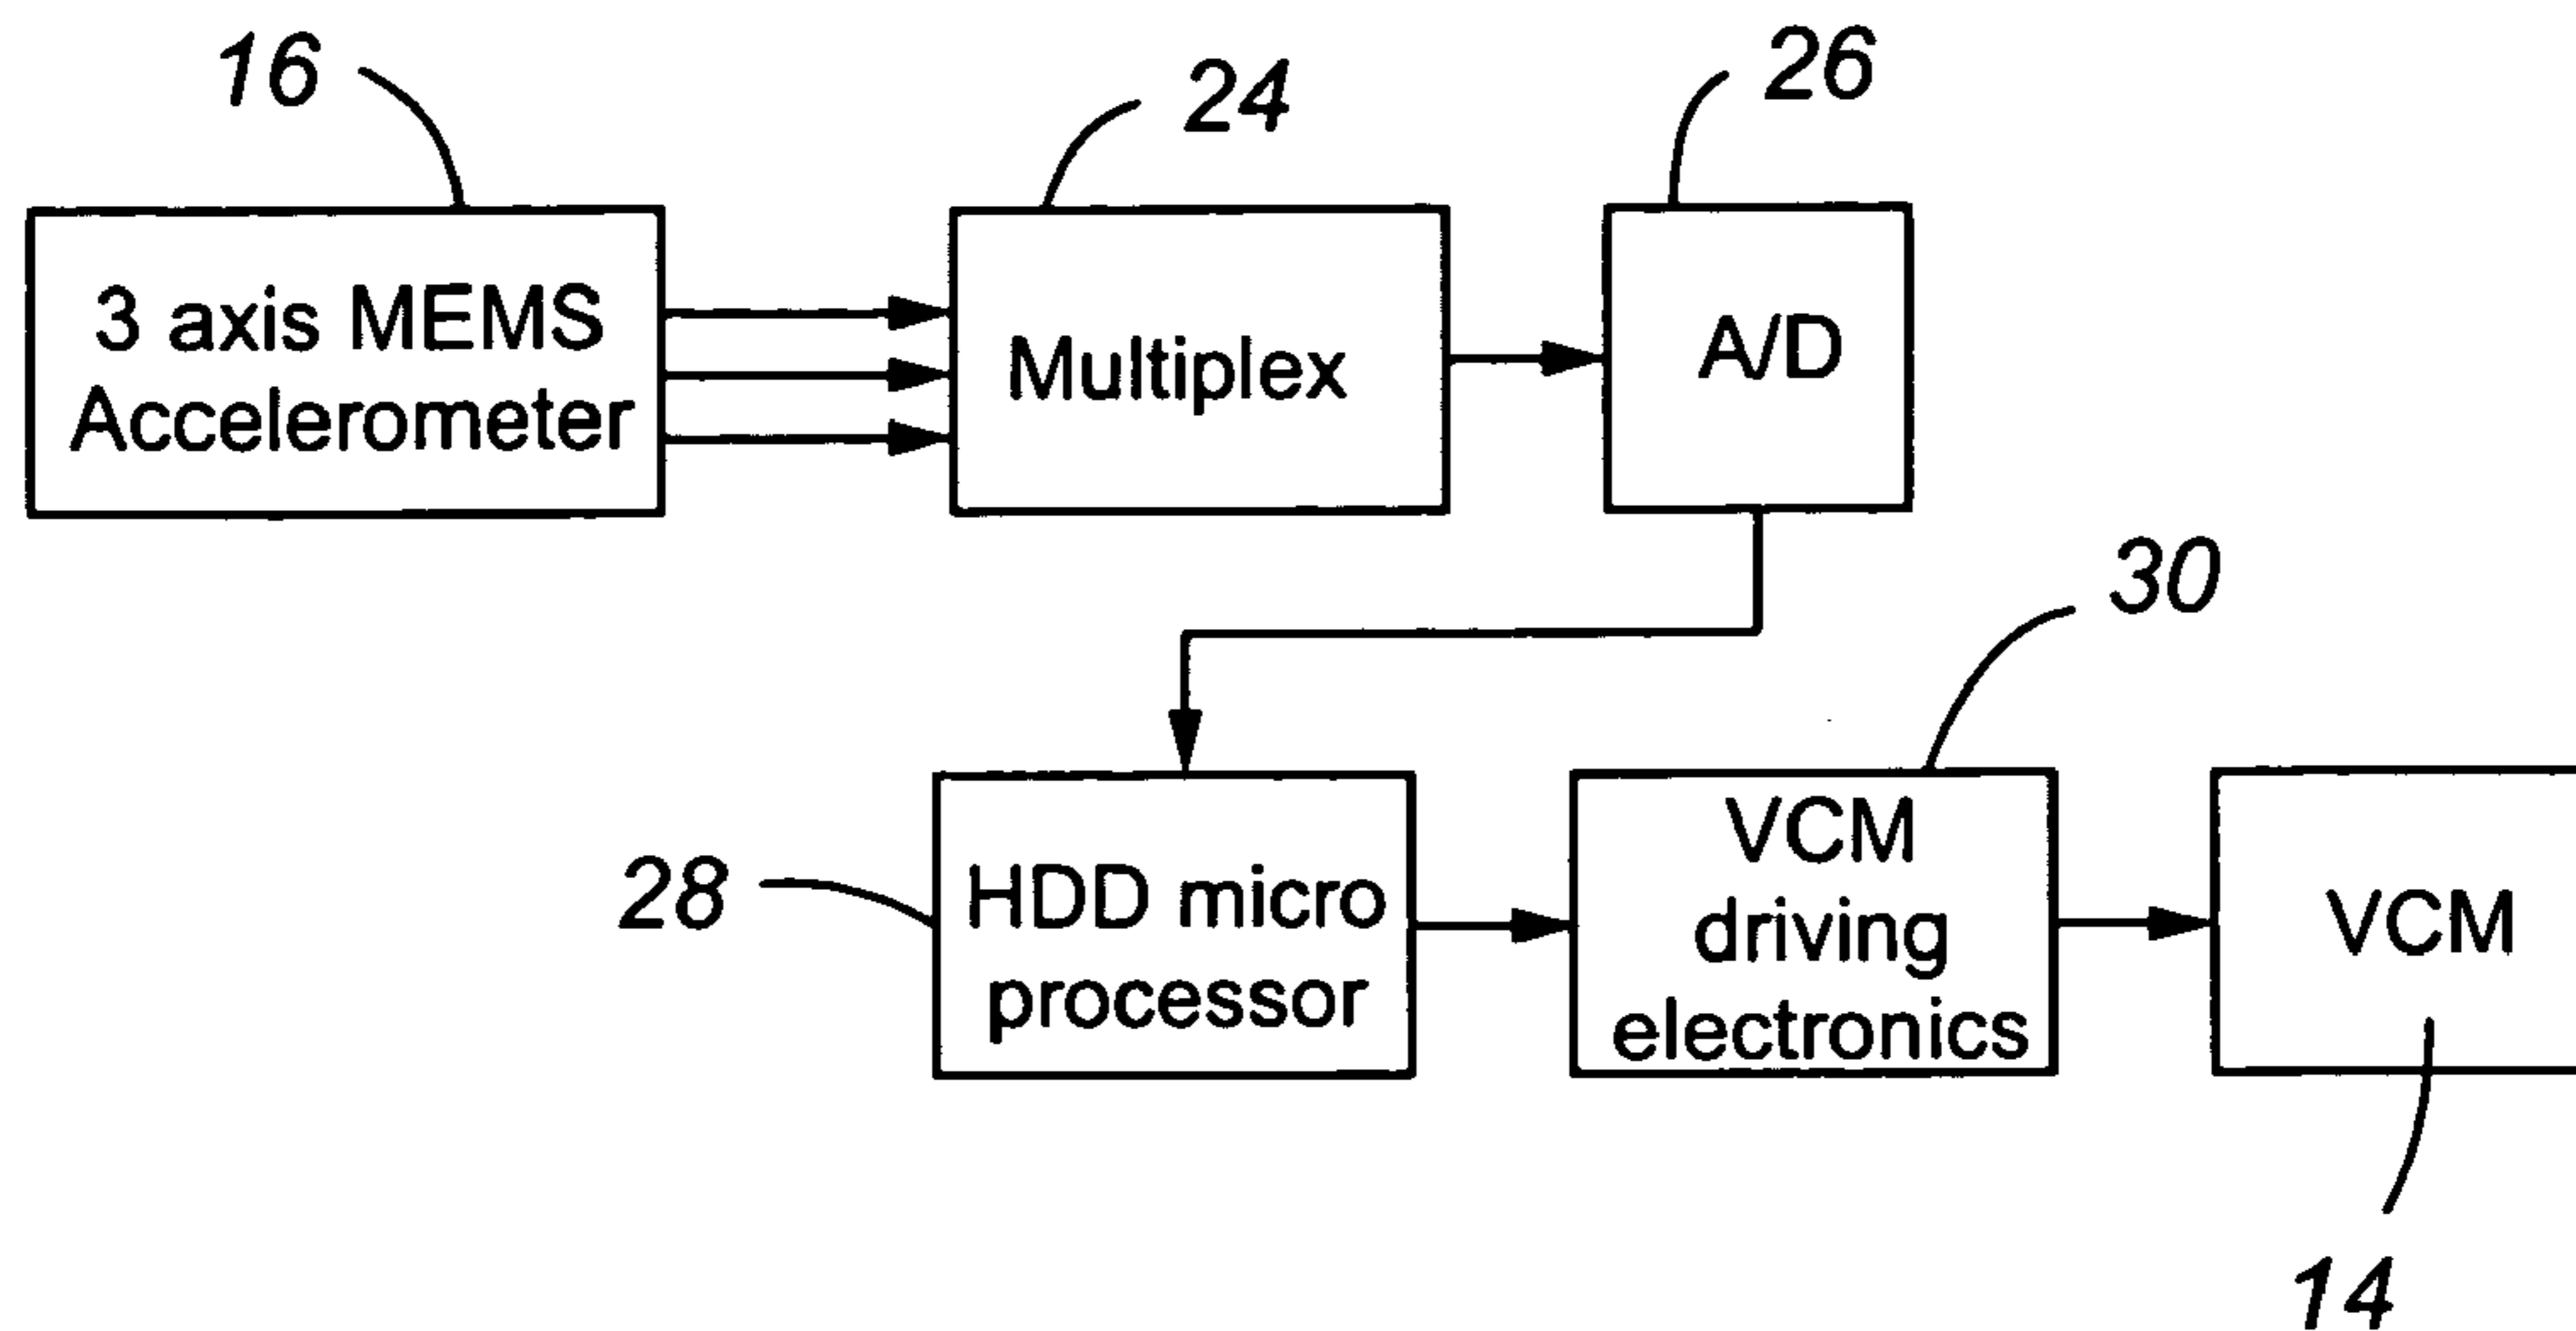 16
24
26
3 axis MEMS
Accelerometer
Multiplex
A/D
30
28
HDD micro
processor
VCM
driving
electronics
VCM
14